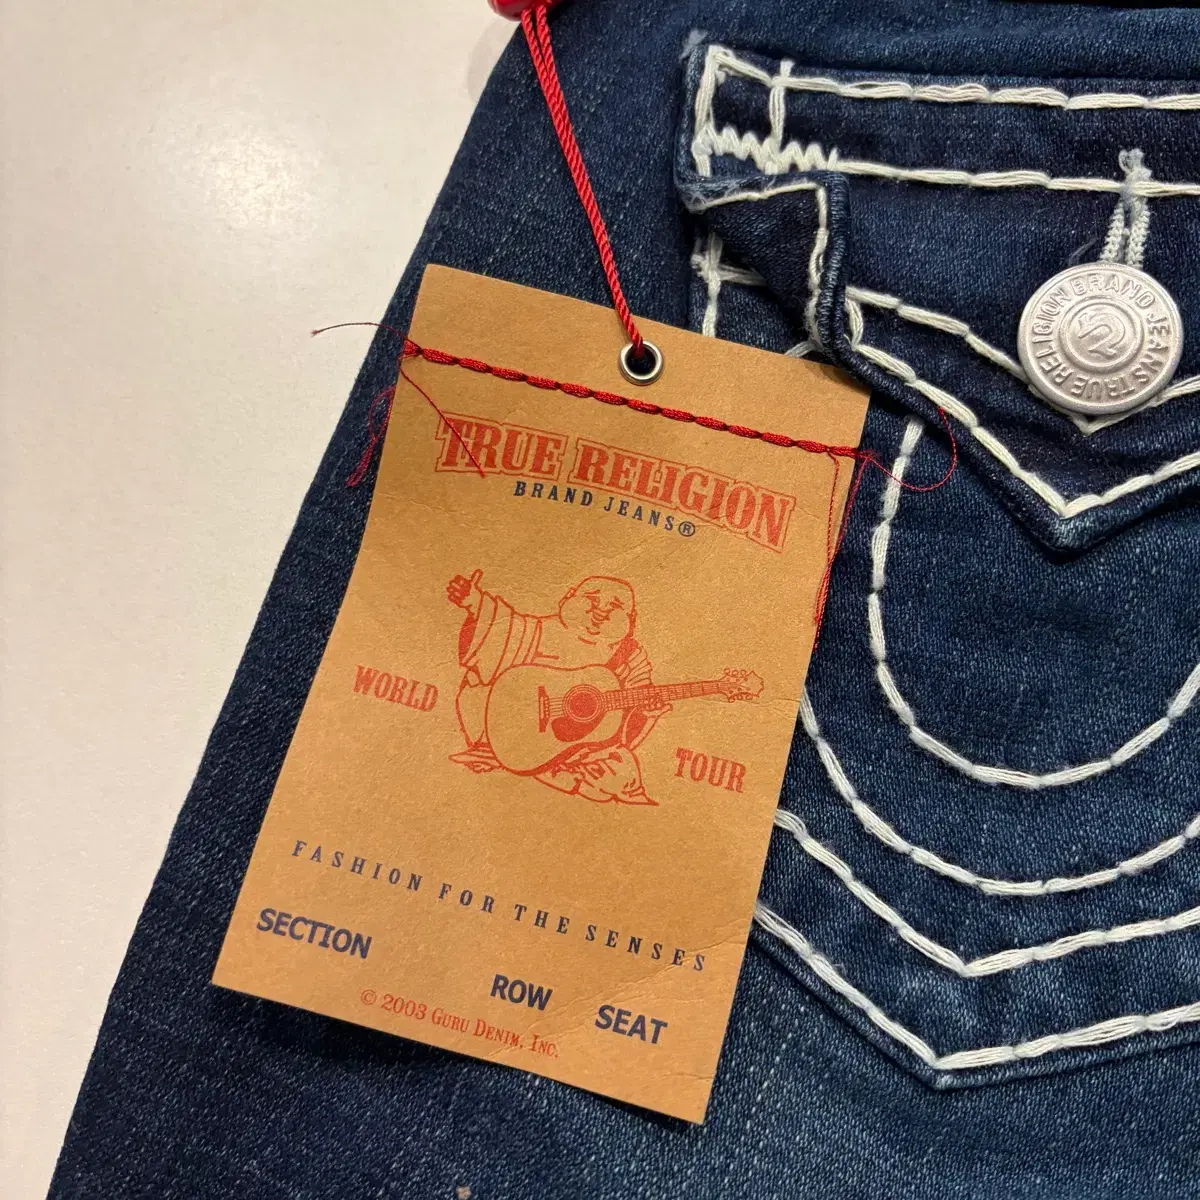 TRUE RELIGION
BRAND JEANS®
WORLD
TOUR
FASHION FOR THE SENSES
SECTION
ROW
SEAT
© 2003 GURU DENIM, INC.
TRUE RELIGION BRAND JEANS